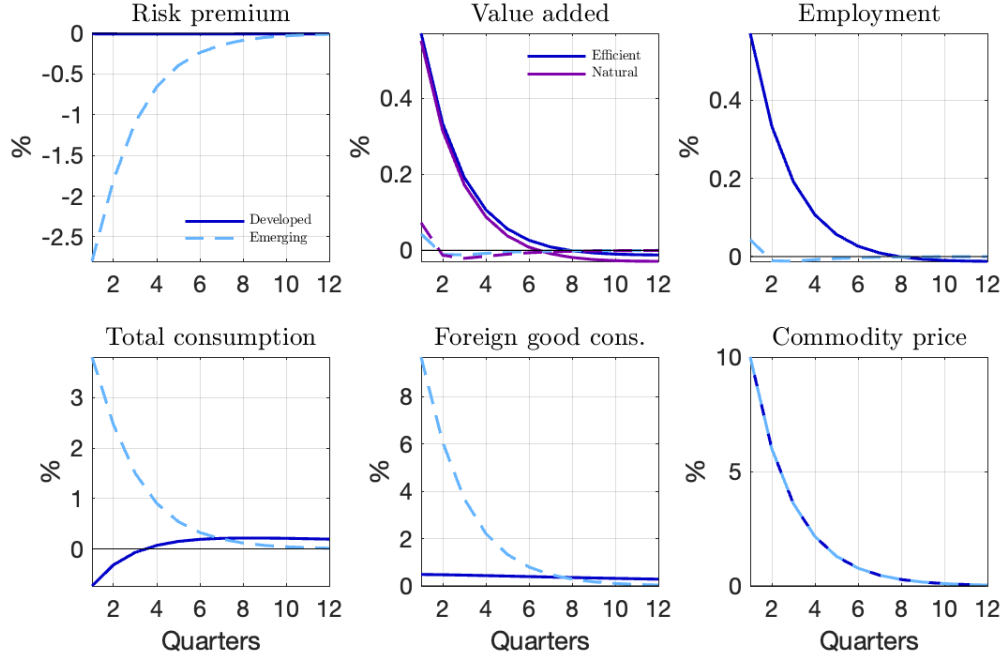 Risk premium
%
0
-0.5
-1
-1.5
-2
-2.5
Developed
Emerging
2 4 6 8 10 12
Value added
%
0.4
0.2
0
Efficient
Natural
2 4 6 8 10 12
Employment
%
0.4
0.2
0
2 4 6 8 10 12
Total consumption
%
3
2
1
0
2 4 6 8 10 12
Quarters
Foreign good cons.
%
8
6
4
2
0
2 4 6 8 10 12
Quarters
Commodity price
%
10
5
0
2 4 6 8 10 12
Quarters